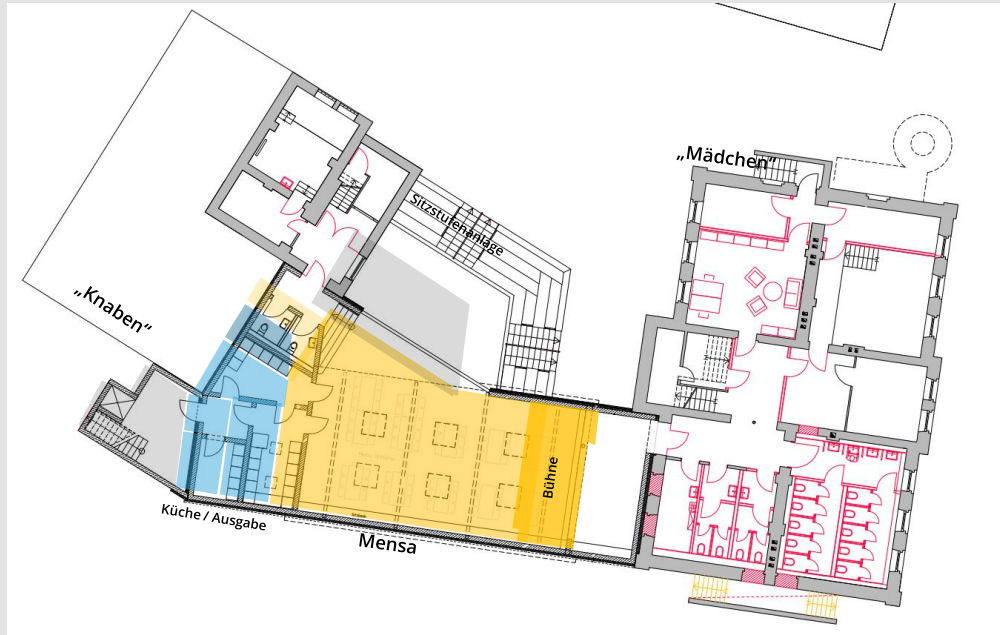 „Mädchen“
Sitzstufenanlage
„Knaben“
Bühne
Küche / Ausgabe
Mensa